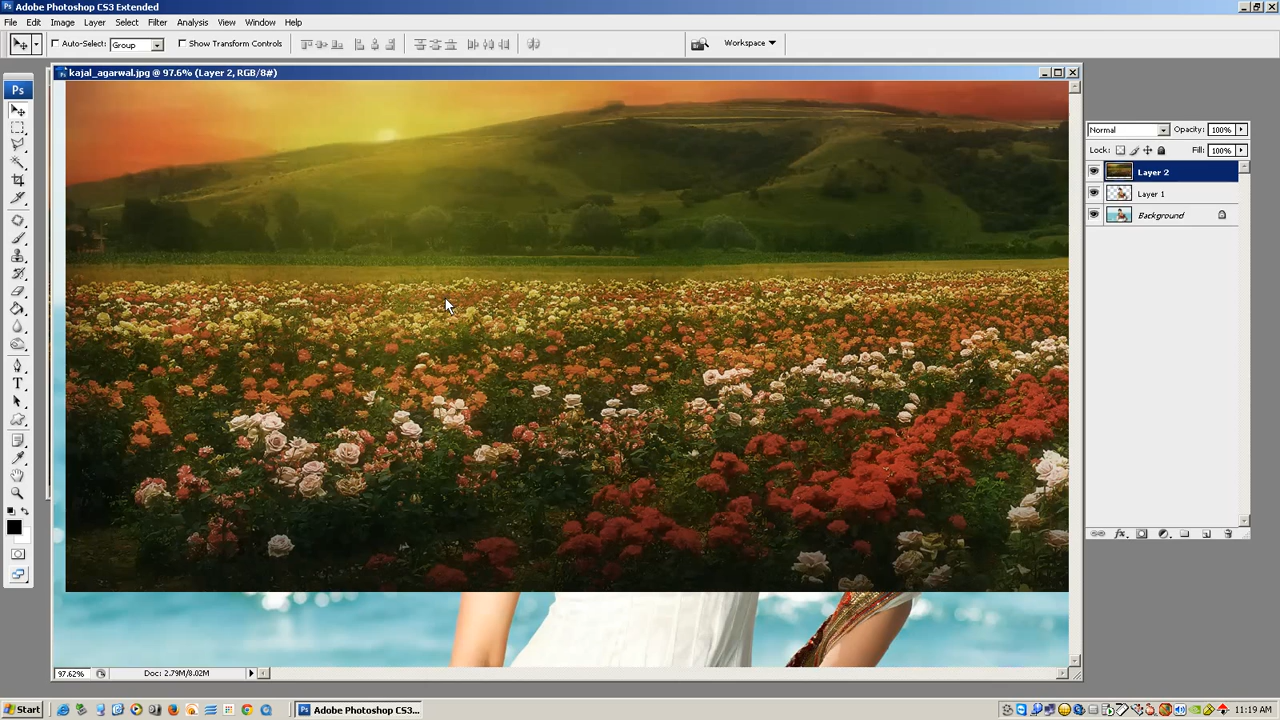 Ps Adobe Photoshop CS3 Extended
File Edit Image Layer Select Filter Analysis View Window Help
Auto-Select: Group Show Transform Controls Workspace
kajal_agarwal.jpg @ 97.6% (Layer 2, RGB/8#)
Ps
T
Normal Opacity: 100%
Lock: Fill: 100%
Layer 2
Layer 1
Background
97.62% Doc: 2.79M/8.02M
Start Adobe Photoshop CS3... 11:19 AM